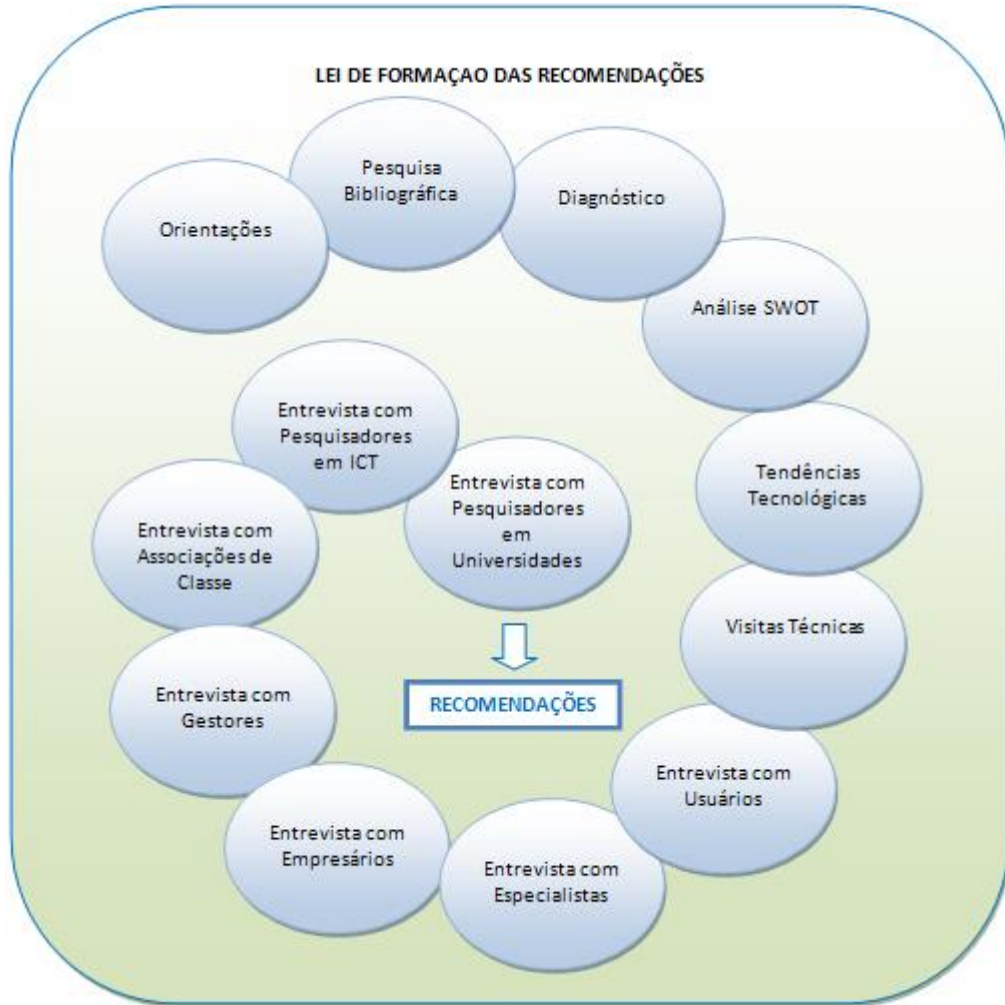 LEI DE FORMAÇAO DAS RECOMENDAÇÕES
Orientações
Pesquisa
Bibliográfica
Diagnóstico
Análise SWOT
Tendências
Tecnológicas
Visitas Técnicas
Entrevista com
Usuários
Entrevista com
Especialistas
Entrevista com
Empresários
Entrevista com
Gestores
Entrevista com
Associações de
Classe
Entrevista com
Pesquisadores
em ICT
Entrevista com
Pesquisadores
em
Universidades
RECOMENDAÇÕES